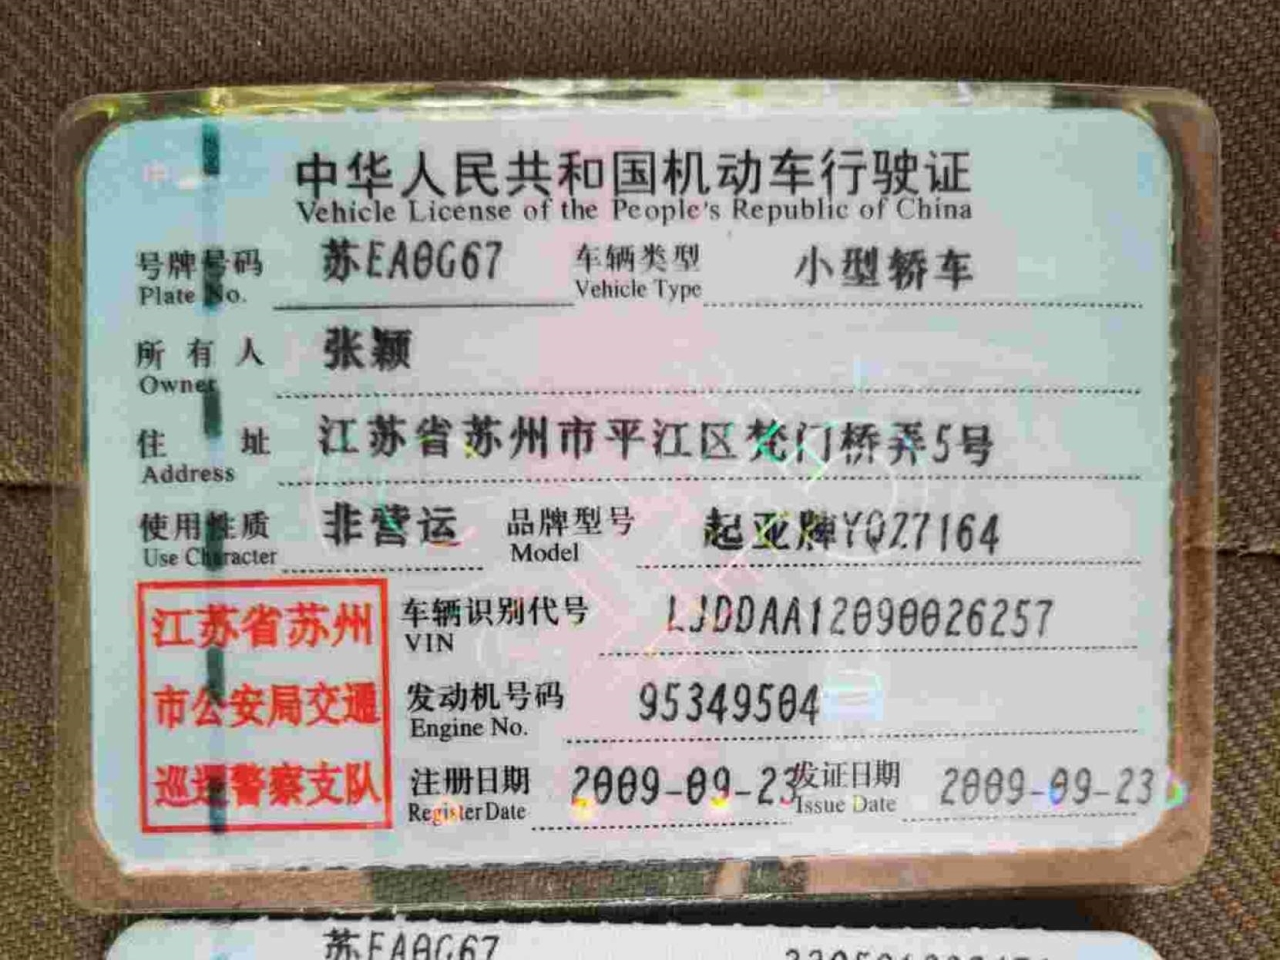 中华人民共和国机动车行驶证
Vehicle License of the People's Republic of China
号牌号码 苏EA0G67 车辆类型 小型轿车
Plate No. Vehicle Type
所有人 张颖
Owner
住址 江苏省苏州市平江区梵门桥弄5号
Address
使用性质 非营运 品牌型号 起亚牌YQZ7164
Use Character Model
江苏省苏州
市公安局交通
巡逻警察支队
车辆识别代号 LJDDAA12090026257
VIN
发动机号码 95349504
Engine No.
注册日期 2009-09-23 发证日期 2009-09-23
Register Date Issue Date
苏EA0G67